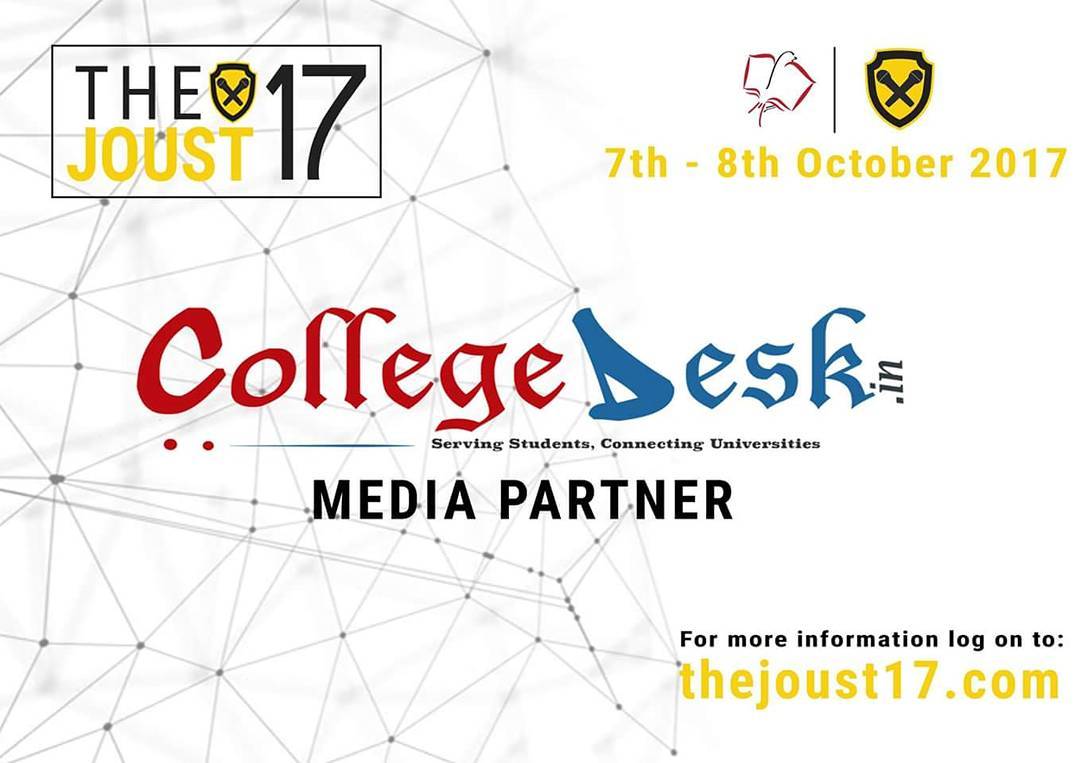 THE
JOUST 17
7th - 8th October 2017
CollegeDesk.in
Serving Students, Connecting Universities
MEDIA PARTNER
For more information log on to:
thejoust17.com